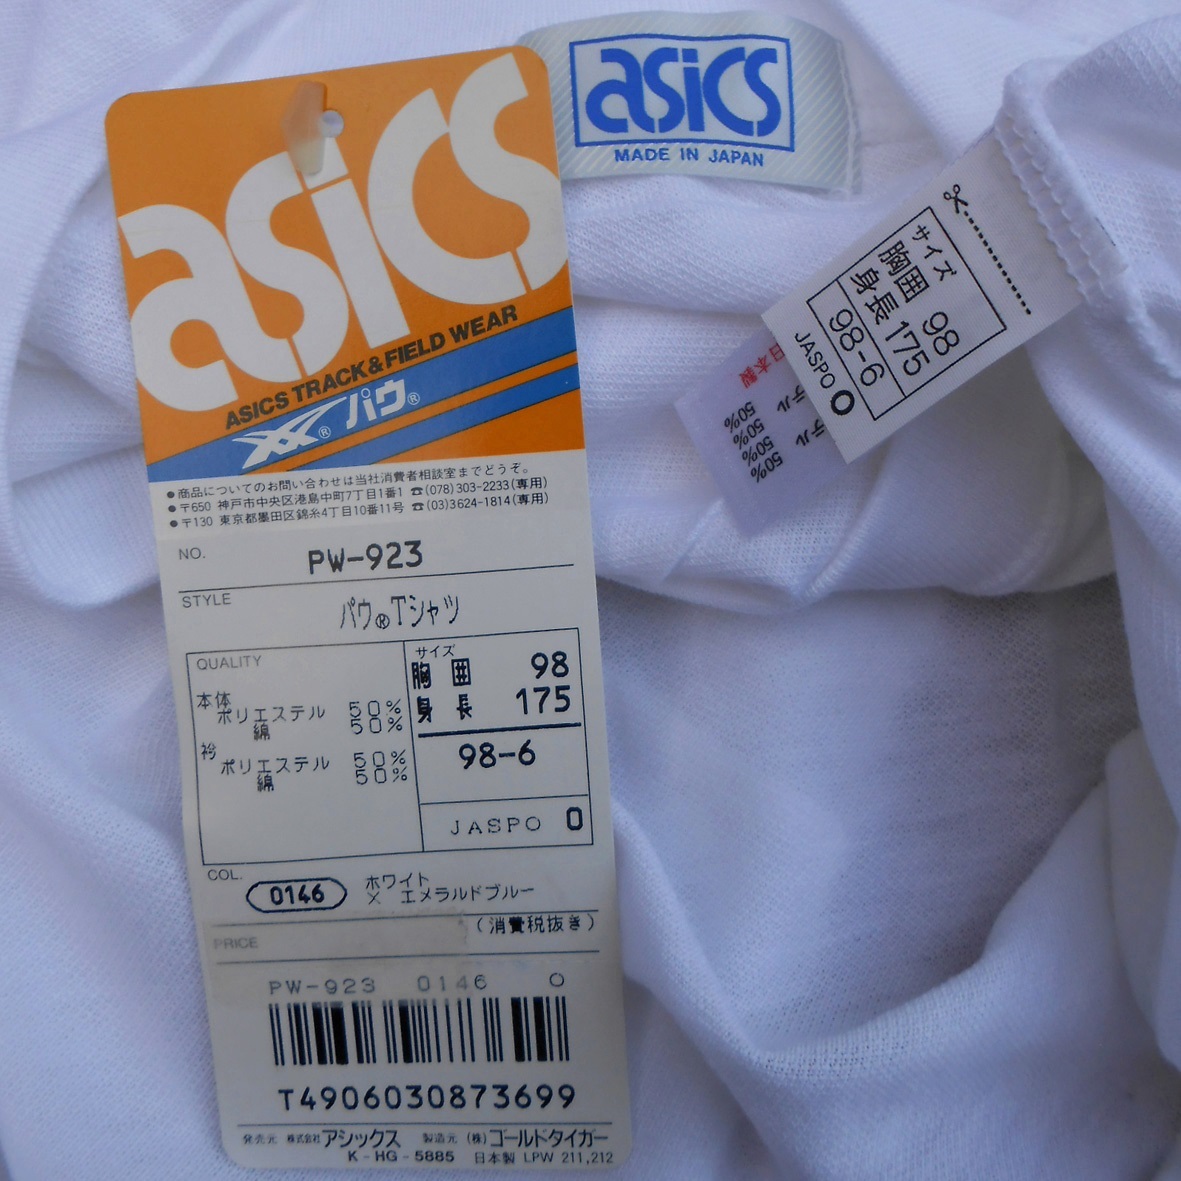 asics
ASICS TRACK & FIELD WEAR
® パウ®
●商品についてのお問い合わせは当社消費者相談室までどうぞ。
●〒650 神戸市中央区港島中町7丁目1番1 ☎(078)303-2233(専用)
●〒130 東京都墨田区錦糸4丁目10番11号 ☎(03)3624-1814(専用)
NO.
PW-923
STYLE
パウ®Tシャツ
QUALITY
本体
ポリエステル 50%
綿 50%
衿
ポリエステル 50%
綿 50%
サイズ
胸囲 98
身長 175
98-6
JASPO O
COL.
0146 ホワイト
× エメラルドブルー
(消費税抜き)
PRICE
PW-923 0146 O
T4906030873699
発売元 株式会社アシックス 製造元 (株)ゴールドタイガー
K-HG-5885 日本製 LPW 211,212
asics
MADE IN JAPAN
サイズ
胸囲 98
身長 175
98-6
JASPO O
日本製
テル 50%
50%
テル 50%
50%